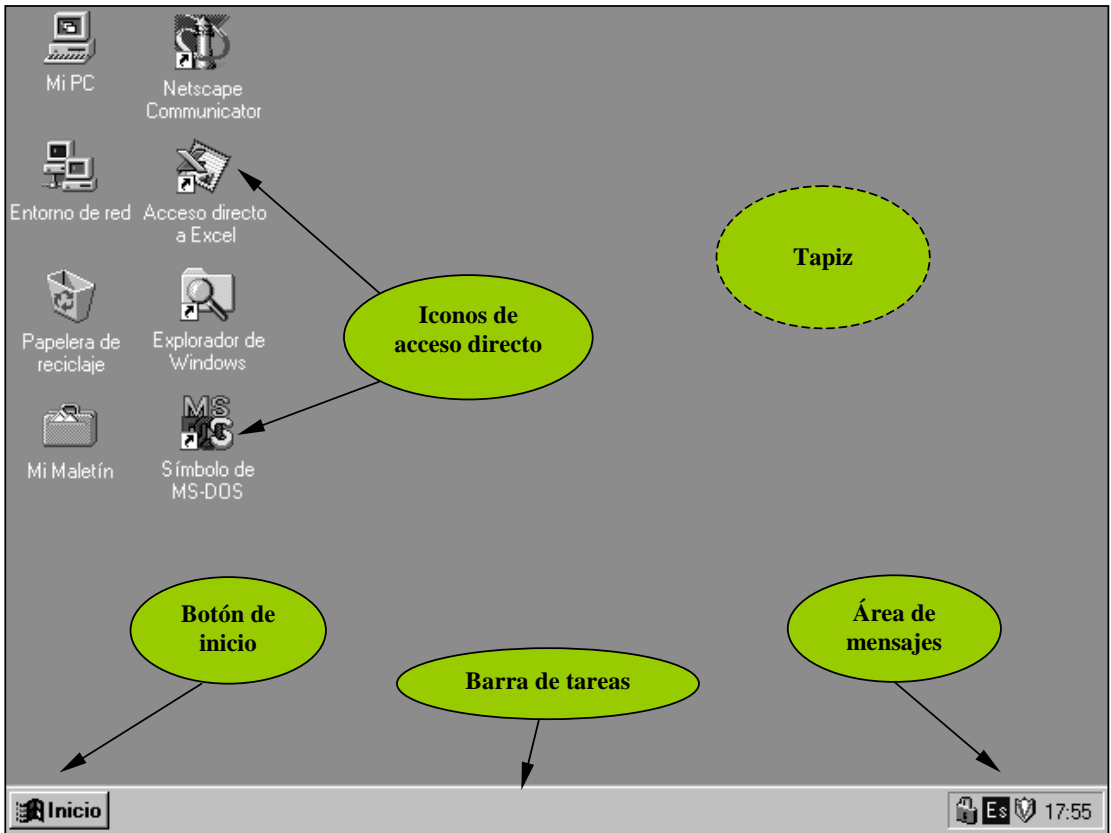 Mi PC
Netscape
Communicator
Entorno de red
Acceso directo
a Excel
Tapiz
Iconos de
acceso directo
Papelera de
reciclaje
Explorador de
Windows
MS
Mi Maletín
Símbolo de
MS-DOS
Botón de
inicio
Barra de tareas
Área de
mensajes
Inicio
Es 17:55